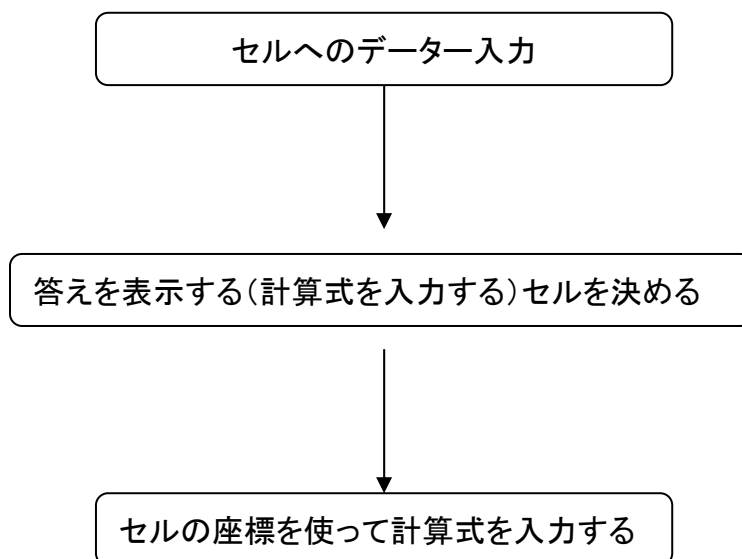 セルへのデーター入力
答えを表示する(計算式を入力する)セルを決める
セルの座標を使って計算式を入力する